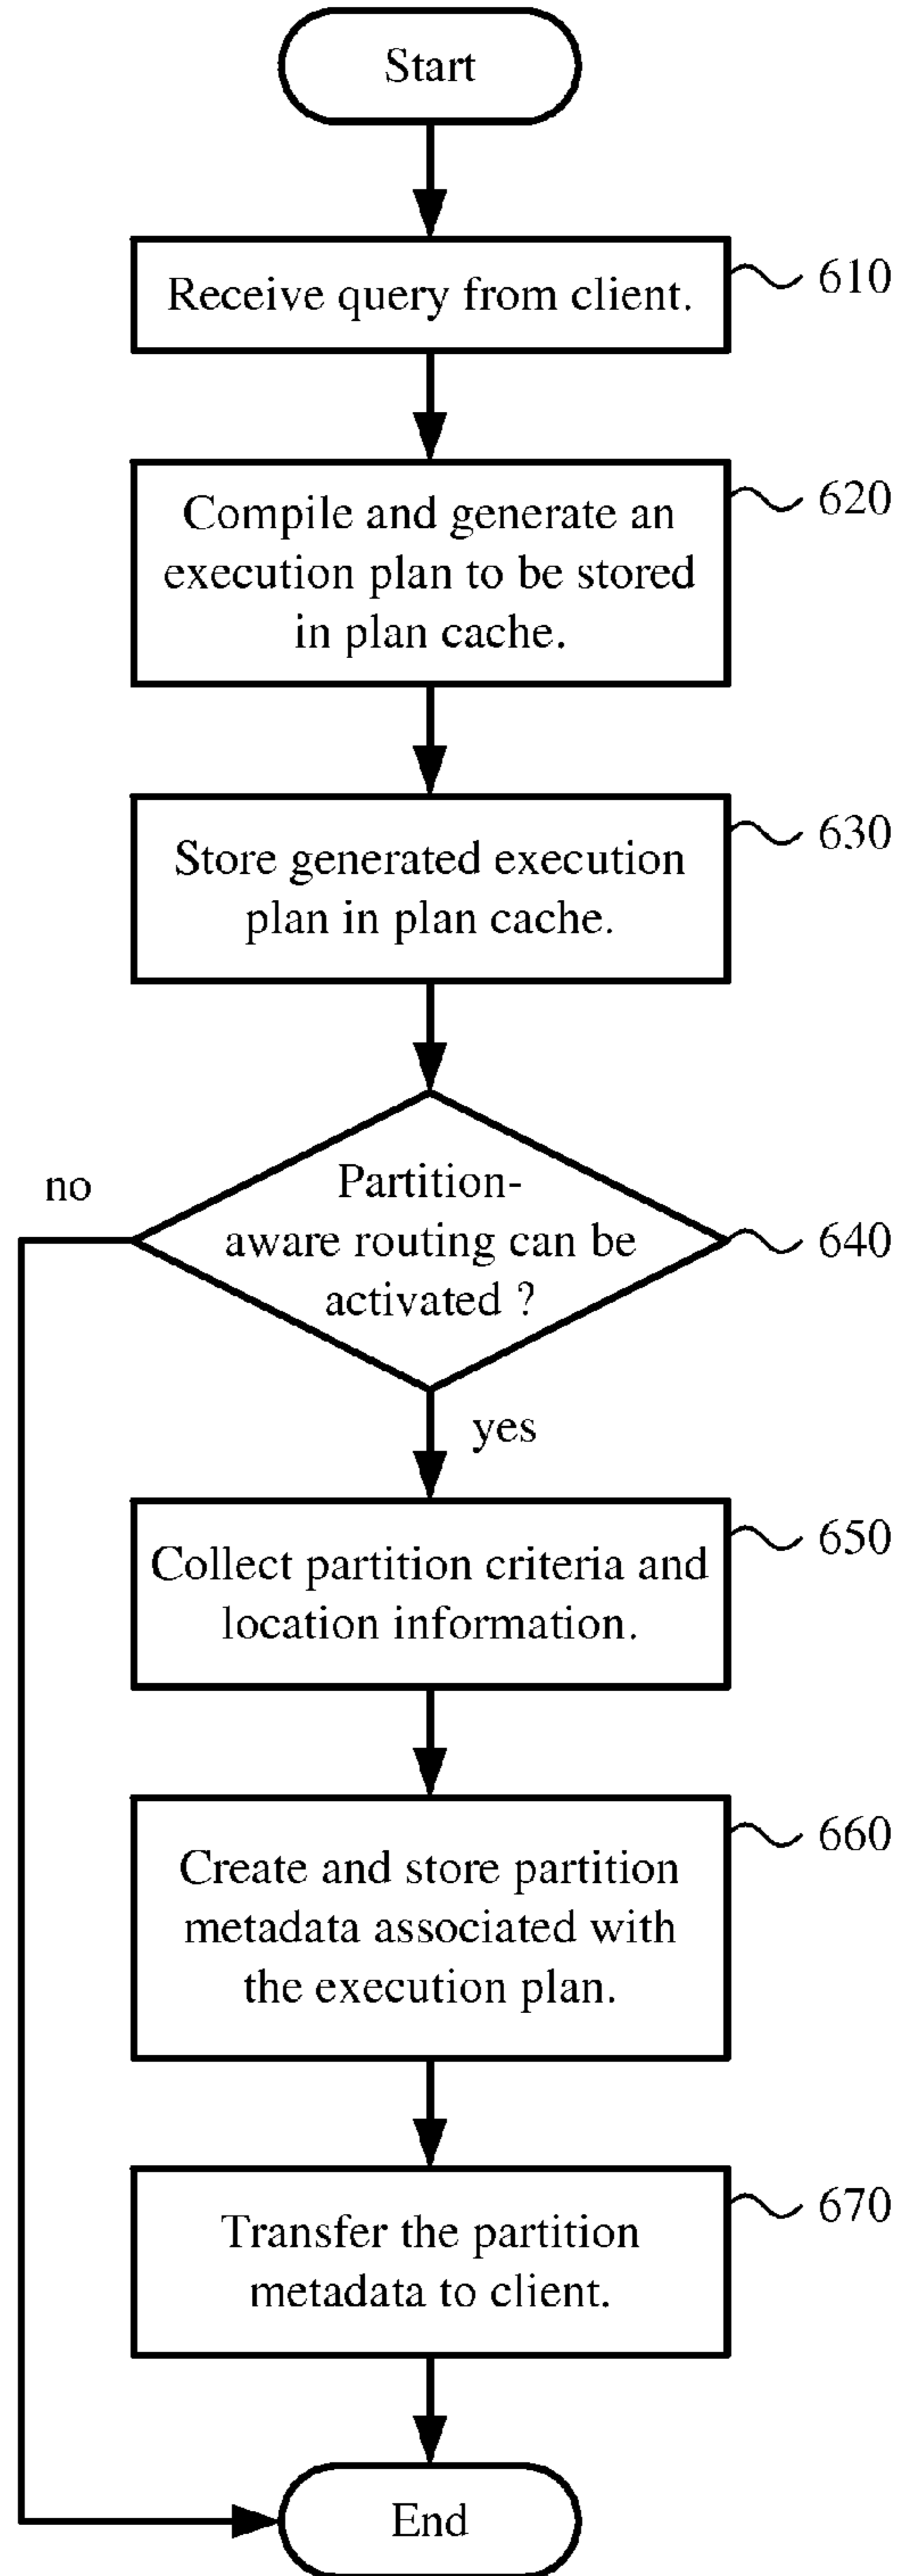 Start
Receive query from client.
610
Compile and generate an
execution plan to be stored
in plan cache.
620
Store generated execution
plan in plan cache.
630
Partition-
aware routing can be
activated ?
640
no
yes
Collect partition criteria and
location information.
650
Create and store partition
metadata associated with
the execution plan.
660
Transfer the partition
metadata to client.
670
End